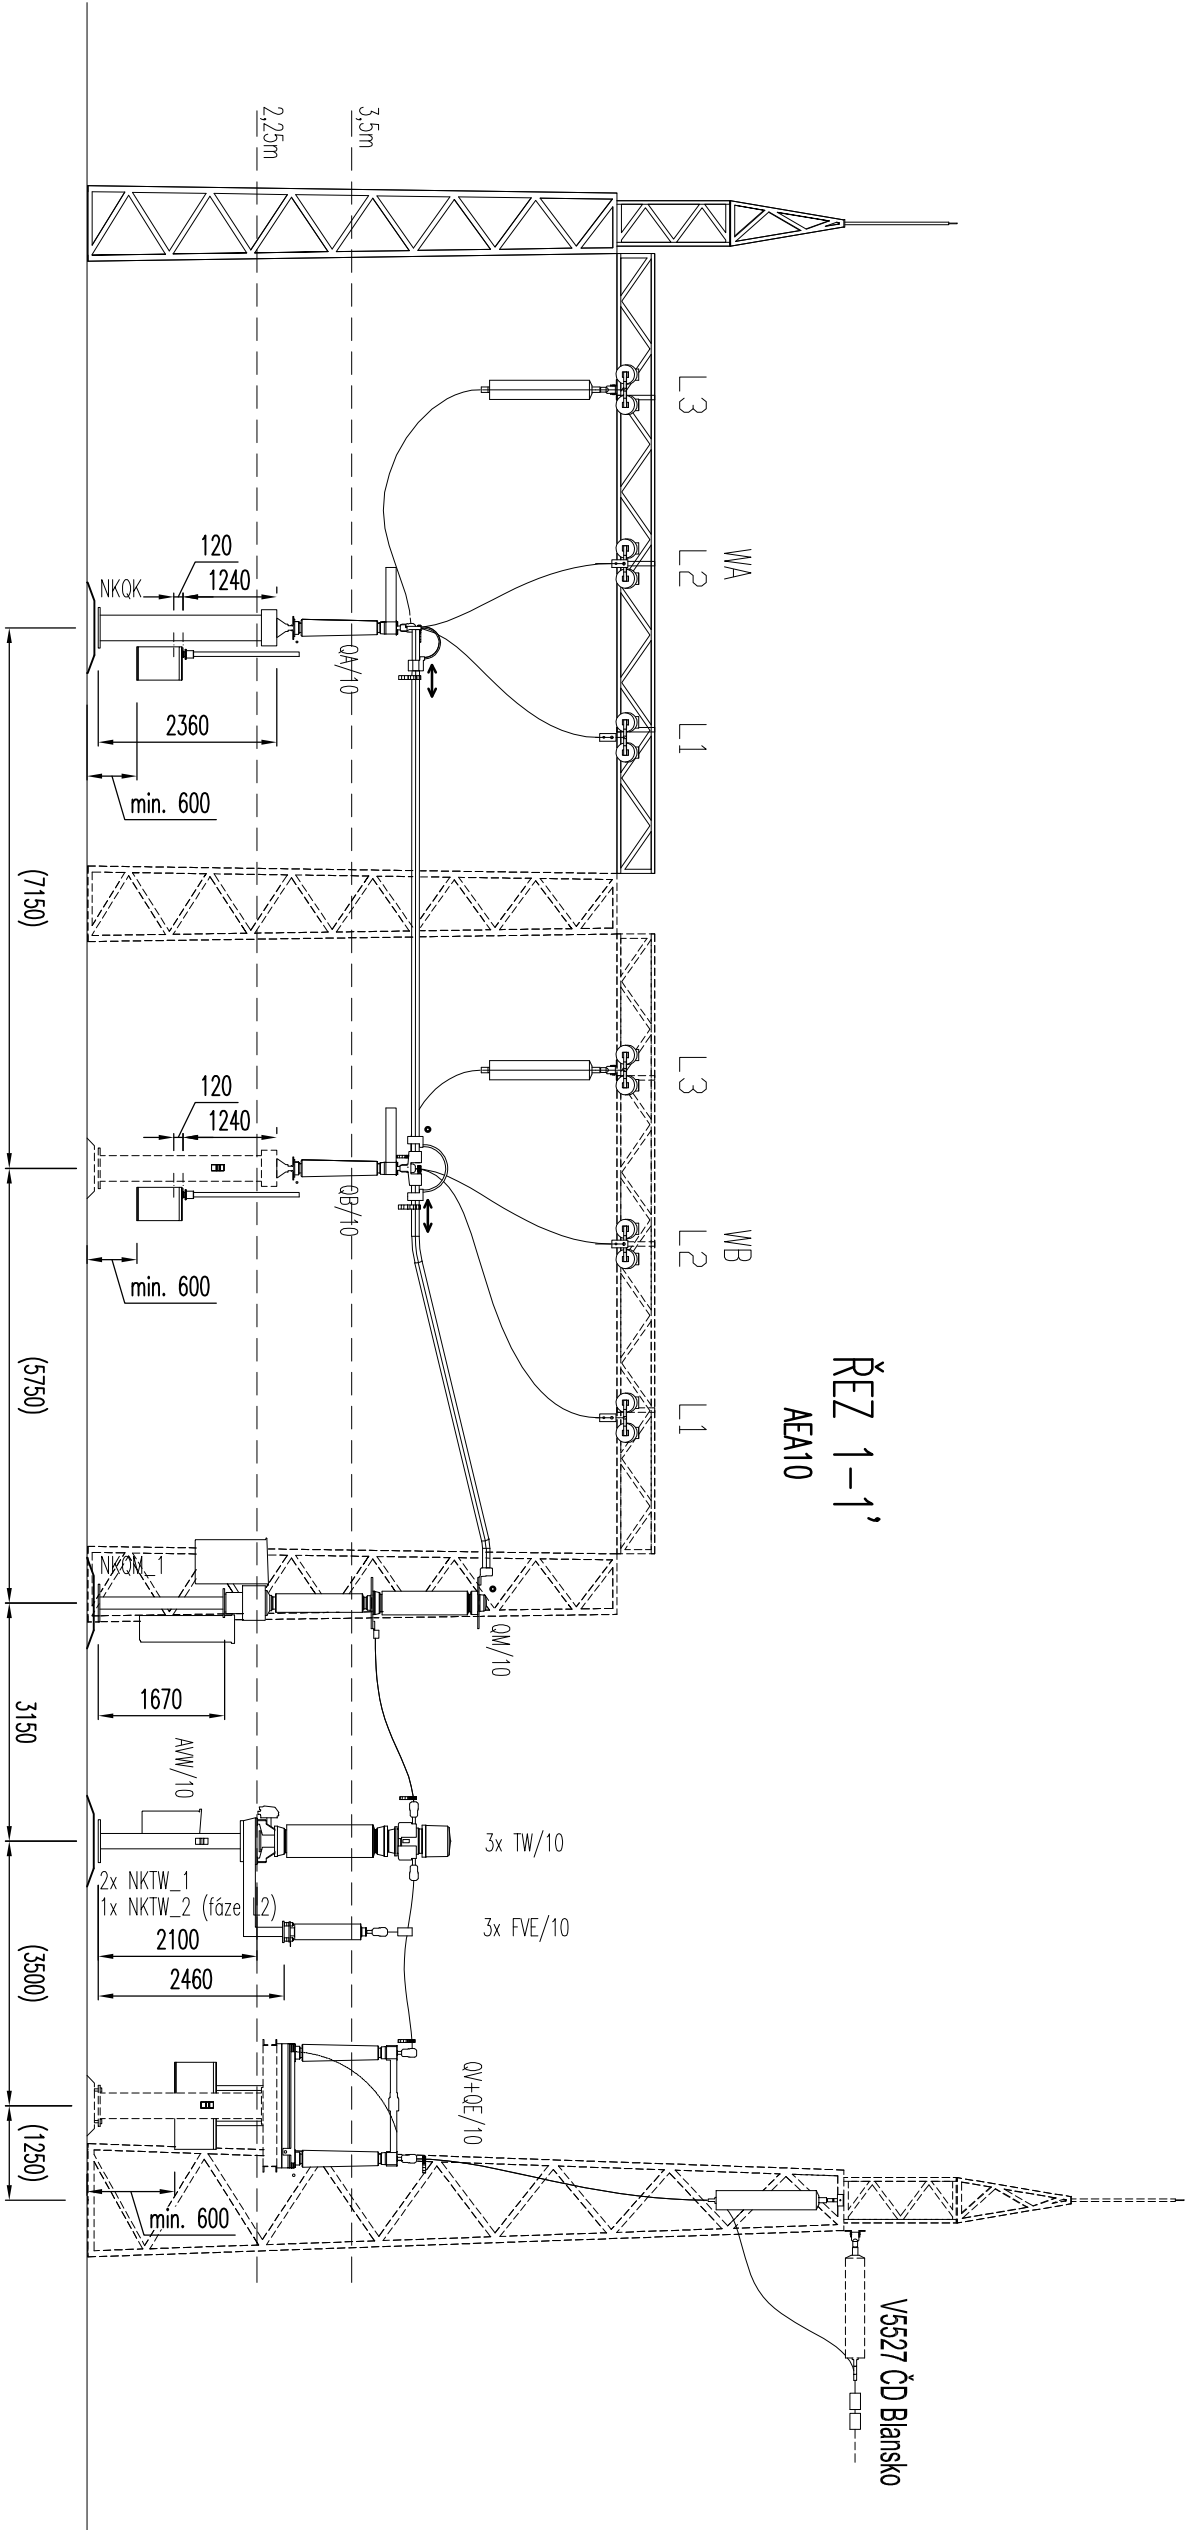 ŘEZ 1-1'
AEA10
V5527 ČD Blansko
WA
WB
L3
L2
L1
L3
L2
L1
3,5m
2,25m
QA/10
QB/10
QM/10
3x TW/10
3x FVE/10
QV+QE/10
NKQK
120
1240
2360
min. 600
120
1240
min. 600
NKQM_1
1670
AVW/10
2x NKTW_1
1x NKTW_2 (fáze L2)
2100
2460
min. 600
(7150)
(5750)
3150
(3500)
(1250)